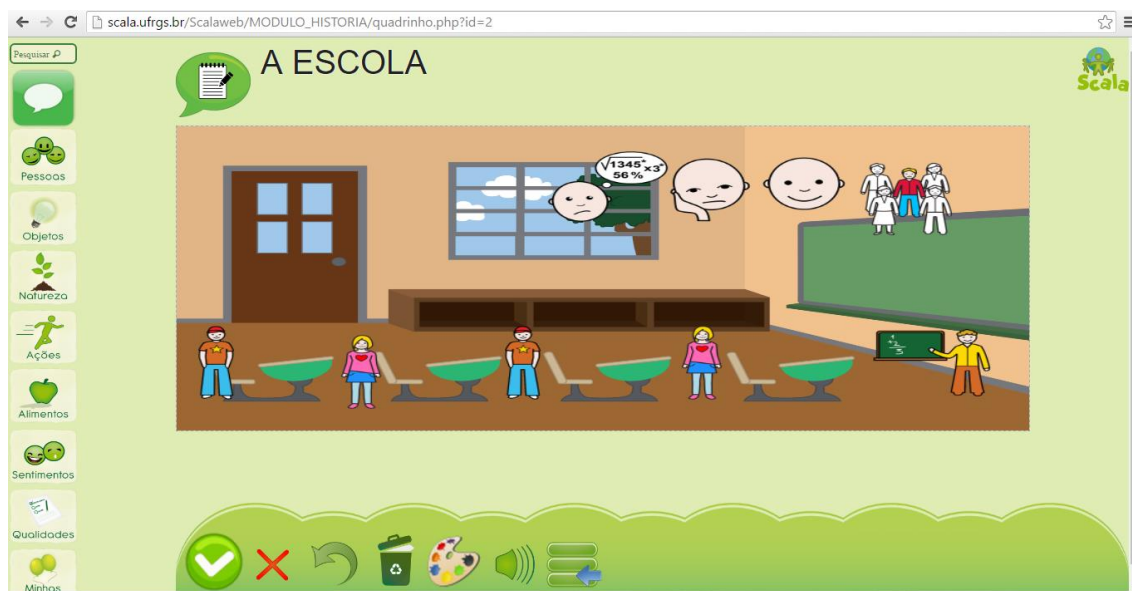 scala.ufrgs.br/Scalaweb/MODULO_HISTORIA/quadrinho.php?id=2
Pesquisar
A ESCOLA
Scala
Pessoas
Objetos
Natureza
Ações
Alimentos
Sentimentos
Qualidades
Minhas
√1345° x3°
56%